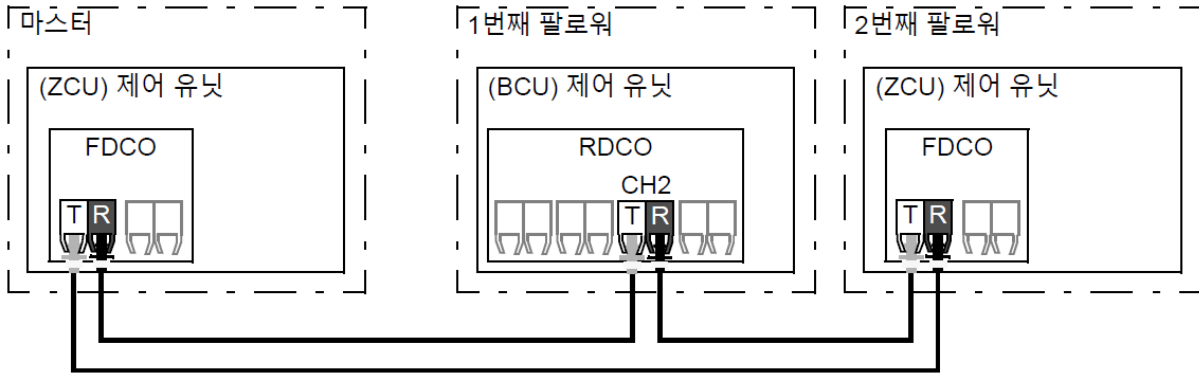 마스터
(ZCU) 제어 유닛
FDCO
T R
1번째 팔로워
(BCU) 제어 유닛
RDCO
CH2
T R
2번째 팔로워
(ZCU) 제어 유닛
FDCO
T R